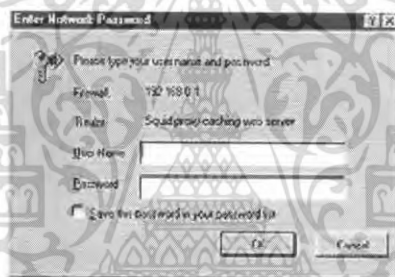 Enter Network Password
Please type your user name and password
Firewall 192.168.0.1
Realm Squid proxy-caching web server
User Name
Password
Save this password in your password list
OK Cancel